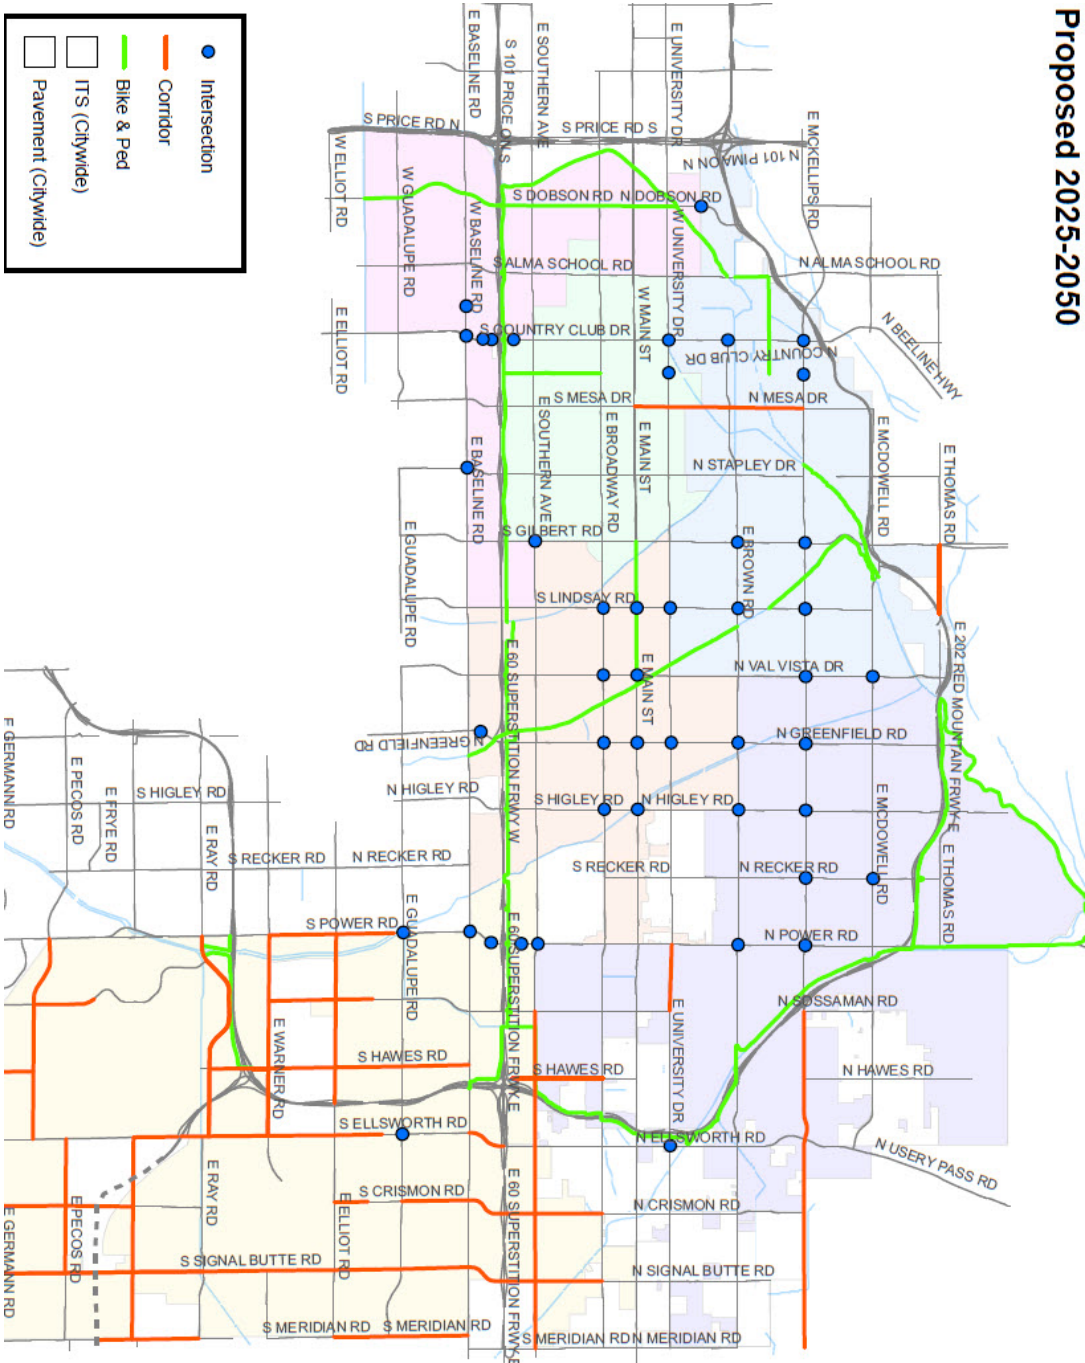 Proposed 2025-2050
Intersection
Corridor
Bike & Ped
ITS (Citywide)
Pavement (Citywide)
E BASELINE RD
S 101 PRICE ON S
E SOUTHERN AVE
E UNIVERSITY DR
E MCKELLIPS RD
S PRICE RD N
S PRICE RD S
N 101 PIMA ON N
W ELLIOT RD
W GUADALUPE RD
W BASELINE RD
S DOBSON RD
N DOBSON RD
W UNIVERSITY DR
S ALMA SCHOOL RD
N ALMA SCHOOL RD
W MAIN ST
E ELLIOT RD
S COUNTRY CLUB DR
N COUNTRY CLUB DR
N BEELINE HWY
S MESA DR
N MESA DR
E SOUTHERN AVE
E BROADWAY RD
E MAIN ST
N STAPLEY DR
E MCDOWELL RD
E THOMAS RD
E BASELINE RD
S GILBERT RD
E GUADALUPE RD
E BROWN RD
S LINDSAY RD
E 60 SUPERSTITION FRWY W
E MAIN ST
N VAL VISTA DR
E 202 RED MOUNTAIN FRWY E
N GREENFIELD RD
N GREENFIELD RD
E GERMANN RD
E PECOS RD
E FRYE RD
S HIGLEY RD
N HIGLEY RD
S HIGLEY RD
N HIGLEY RD
E MCDOWELL RD
E RAY RD
S RECKER RD
N RECKER RD
S RECKER RD
N RECKER RD
E THOMAS RD
S POWER RD
E GUADALUPE RD
E 60 SUPERSTITION FRWY E
N POWER RD
N SOSSAMAN RD
E WARNER RD
S HAWES RD
S HAWES RD
E UNIVERSITY DR
N HAWES RD
S ELLSWORTH RD
N ELLSWORTH RD
N USERY PASS RD
E RAY RD
S CRISMON RD
E 60 SUPERSTITION FRWY E
N CRISMON RD
E GERMANN RD
E PECOS RD
E ELLIOT RD
S SIGNAL BUTTE RD
N SIGNAL BUTTE RD
S MERIDIAN RD
S MERIDIAN RD
S MERIDIAN RD
N MERIDIAN RD